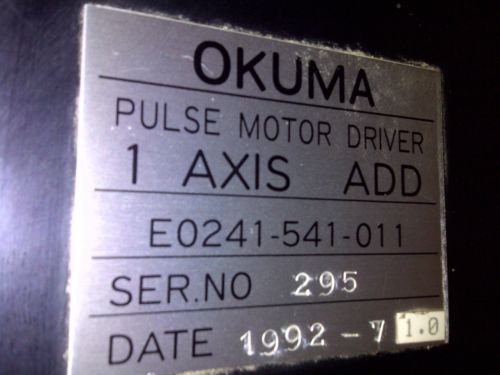 OKUMA
PULSE MOTOR DRIVER
1 AXIS ADD
E0241-541-011
SER.NO 295
DATE 1992-7 1.0